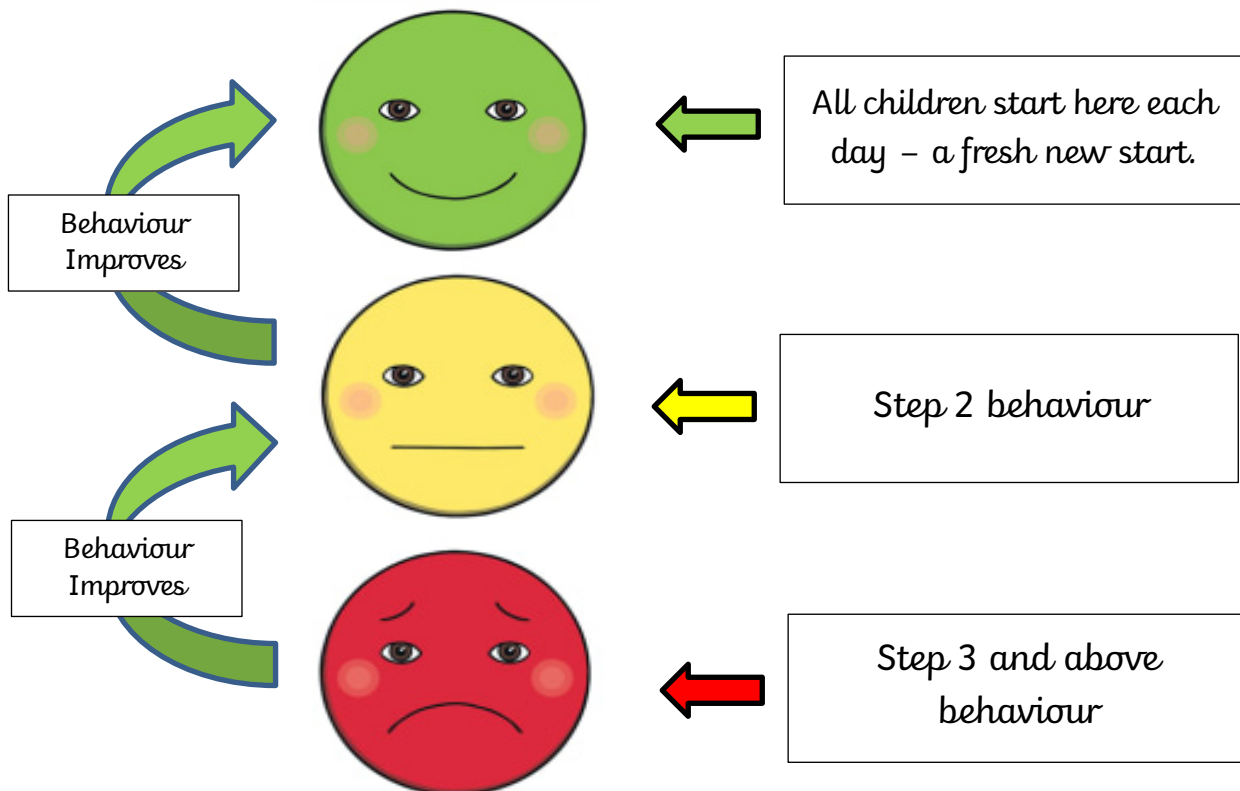 All children start here each
day – a fresh new start.
Behaviour
Improves
Step 2 behaviour
Behaviour
Improves
Step 3 and above
behaviour